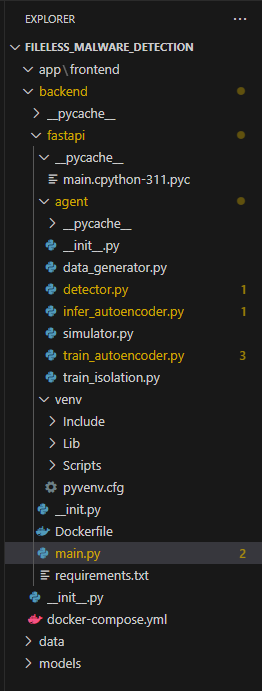 EXPLORER
FILELESS_MALWARE_DETECTION
app\frontend
backend
__pycache__
fastapi
__pycache__
main.cpython-311.pyc
agent
__pycache__
__init__.py
data_generator.py
detector.py 1
infer_autoencoder.py 1
simulator.py
train_autoencoder.py 3
train_isolation.py
venv
Include
Lib
Scripts
pyvenv.cfg
__init.py
Dockerfile
main.py 2
requirements.txt
__init__.py
docker-compose.yml
data
models